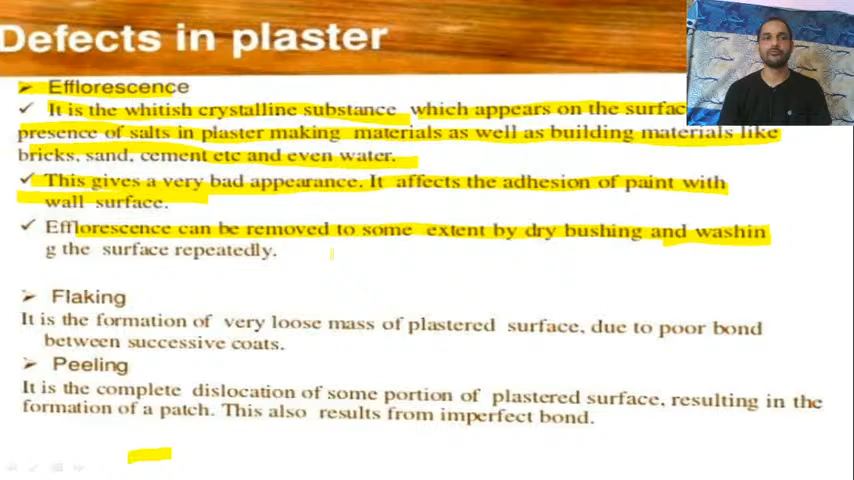 Defects in plaster
➢ Efflorescence
✓ It is the whitish crystalline substance which appears on the surfac
presence of salts in plaster making materials as well as building materials like
bricks, sand, cement etc and even water.
✓ This gives a very bad appearance. It affects the adhesion of paint with
wall surface.
✓ Efflorescence can be removed to some extent by dry bushing and washin
g the surface repeatedly.
➢ Flaking
It is the formation of very loose mass of plastered surface, due to poor bond
between successive coats.
➢ Peeling
It is the complete dislocation of some portion of plastered surface, resulting in the
formation of a patch. This also results from imperfect bond.